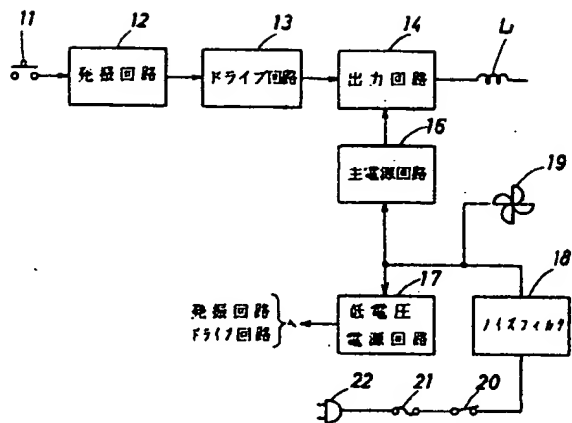 11
12
13
14
L
発振回路
ドライブ回路
出力回路
16
主電源回路
19
17
18
発振回路
ドライブ回路
へ
低電圧
電源回路
ノイズフィルタ
22
21
20